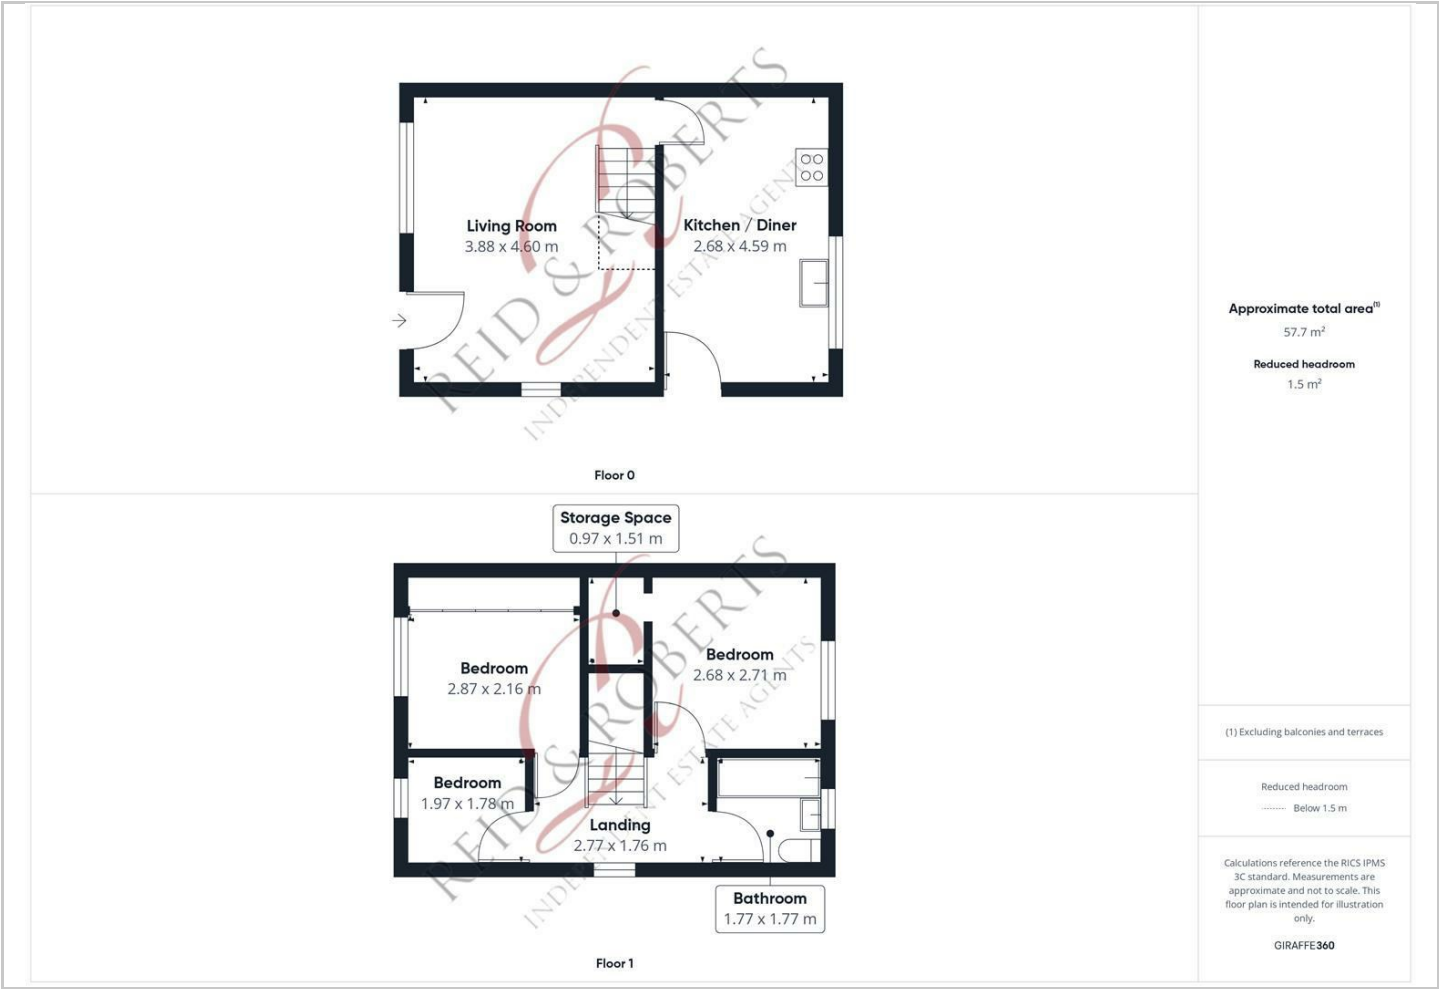 Living Room
3.88 x 4.60 m
Kitchen / Diner
2.68 x 4.59 m
REID & ROBERTS
INDEPENDENT ESTATE AGENTS
Floor 0
Storage Space
0.97 x 1.51 m
Bedroom
2.87 x 2.16 m
Bedroom
2.68 x 2.71 m
Bedroom
1.97 x 1.78 m
Landing
2.77 x 1.76 m
Bathroom
1.77 x 1.77 m
REID & ROBERTS
INDEPENDENT ESTATE AGENTS
Floor 1
Approximate total area(1)
57.7 m²
Reduced headroom
1.5 m²
(1) Excluding balconies and terraces
Reduced headroom
Below 1.5 m
Calculations reference the RICS IPMS
3C standard. Measurements are
approximate and not to scale. This
floor plan is intended for illustration
only.
GIRAFFE360